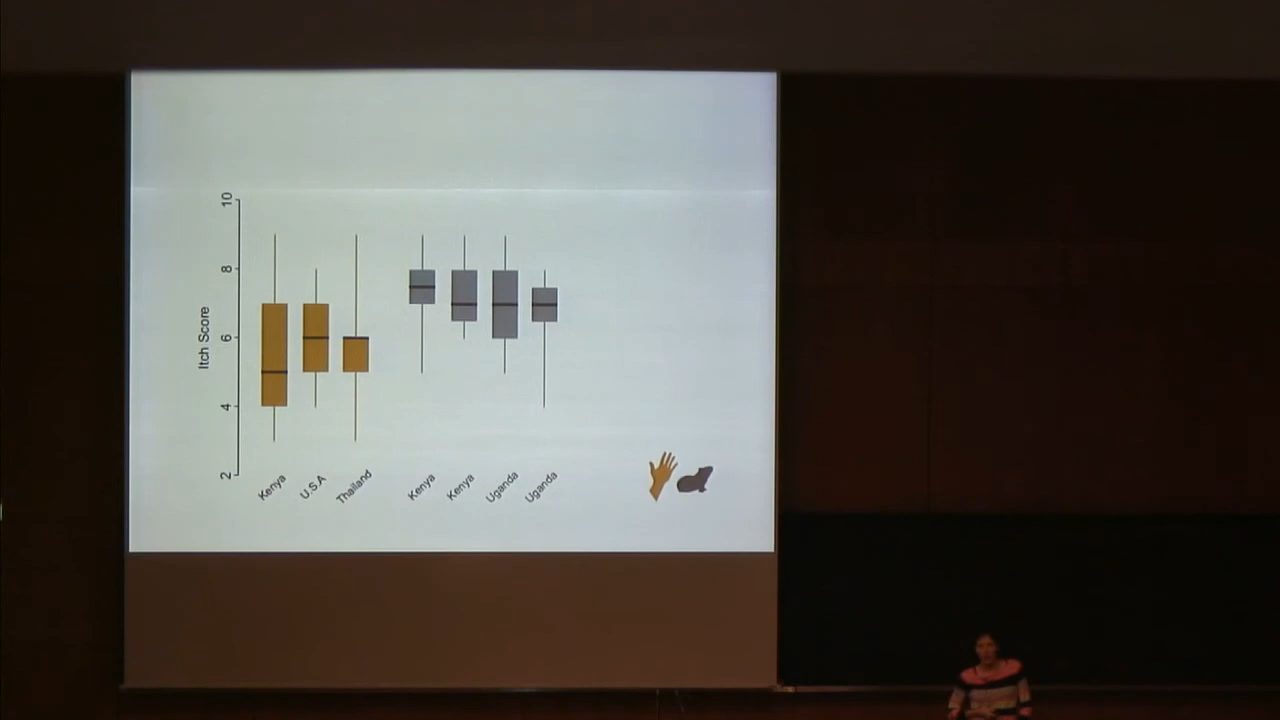 Itch Score
10
8
6
4
2
Kenya
U.S.A
Thailand
Kenya
Kenya
Uganda
Uganda